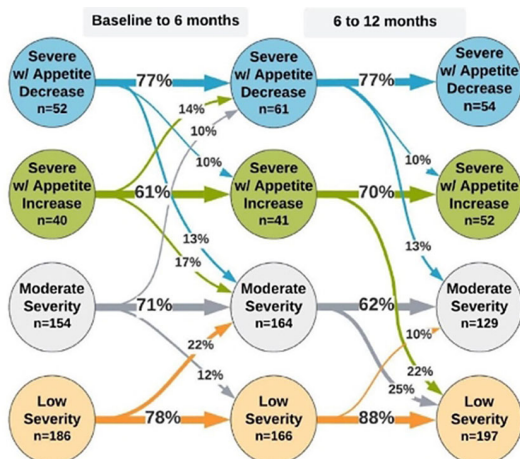 Baseline to 6 months
6 to 12 months
Severe
w/ Appetite
Decrease
n=52
77%
Severe
w/ Appetite
Decrease
n=61
77%
Severe
w/ Appetite
Decrease
n=54
14%
10%
10%
10%
Severe
w/ Appetite
Increase
n=40
61%
Severe
w/ Appetite
Increase
n=41
70%
Severe
w/ Appetite
Increase
n=52
13%
17%
13%
Moderate
Severity
n=154
71%
Moderate
Severity
n=164
62%
Moderate
Severity
n=129
22%
12%
10%
22%
25%
Low
Severity
n=186
78%
Low
Severity
n=166
88%
Low
Severity
n=197